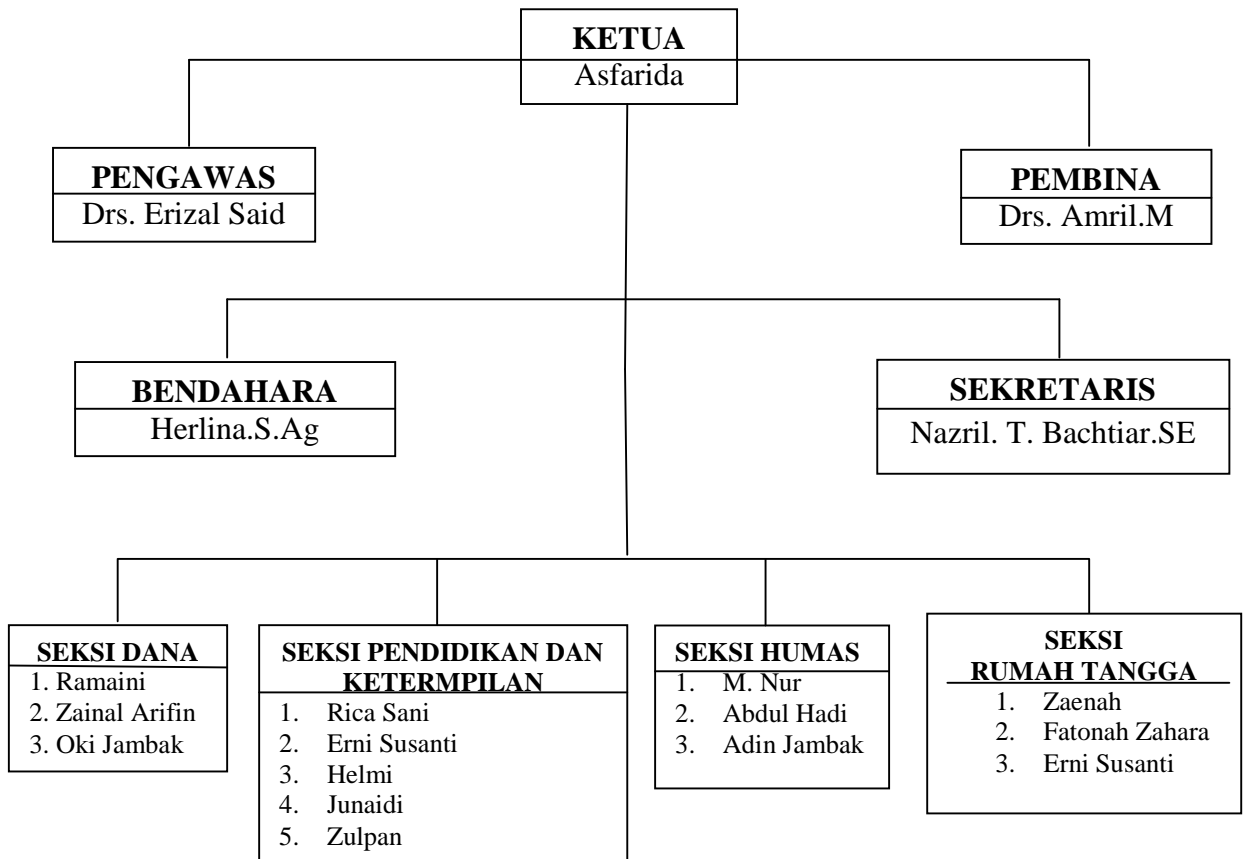 KETUA
Asfarida
PENGAWAS
Drs. Erizal Said
PEMBINA
Drs. Amril.M
BENDAHARA
Herlina.S.Ag
SEKRETARIS
Nazril. T. Bachtiar.SE
SEKSI DANA
1. Ramaini
2. Zainal Arifin
3. Oki Jambak
SEKSI PENDIDIKAN DAN
KETERMPILAN
1. Rica Sani
2. Erni Susanti
3. Helmi
4. Junaidi
5. Zulpan
SEKSI HUMAS
1. M. Nur
2. Abdul Hadi
3. Adin Jambak
SEKSI
RUMAH TANGGA
1. Zaenah
2. Fatonah Zahara
3. Erni Susanti